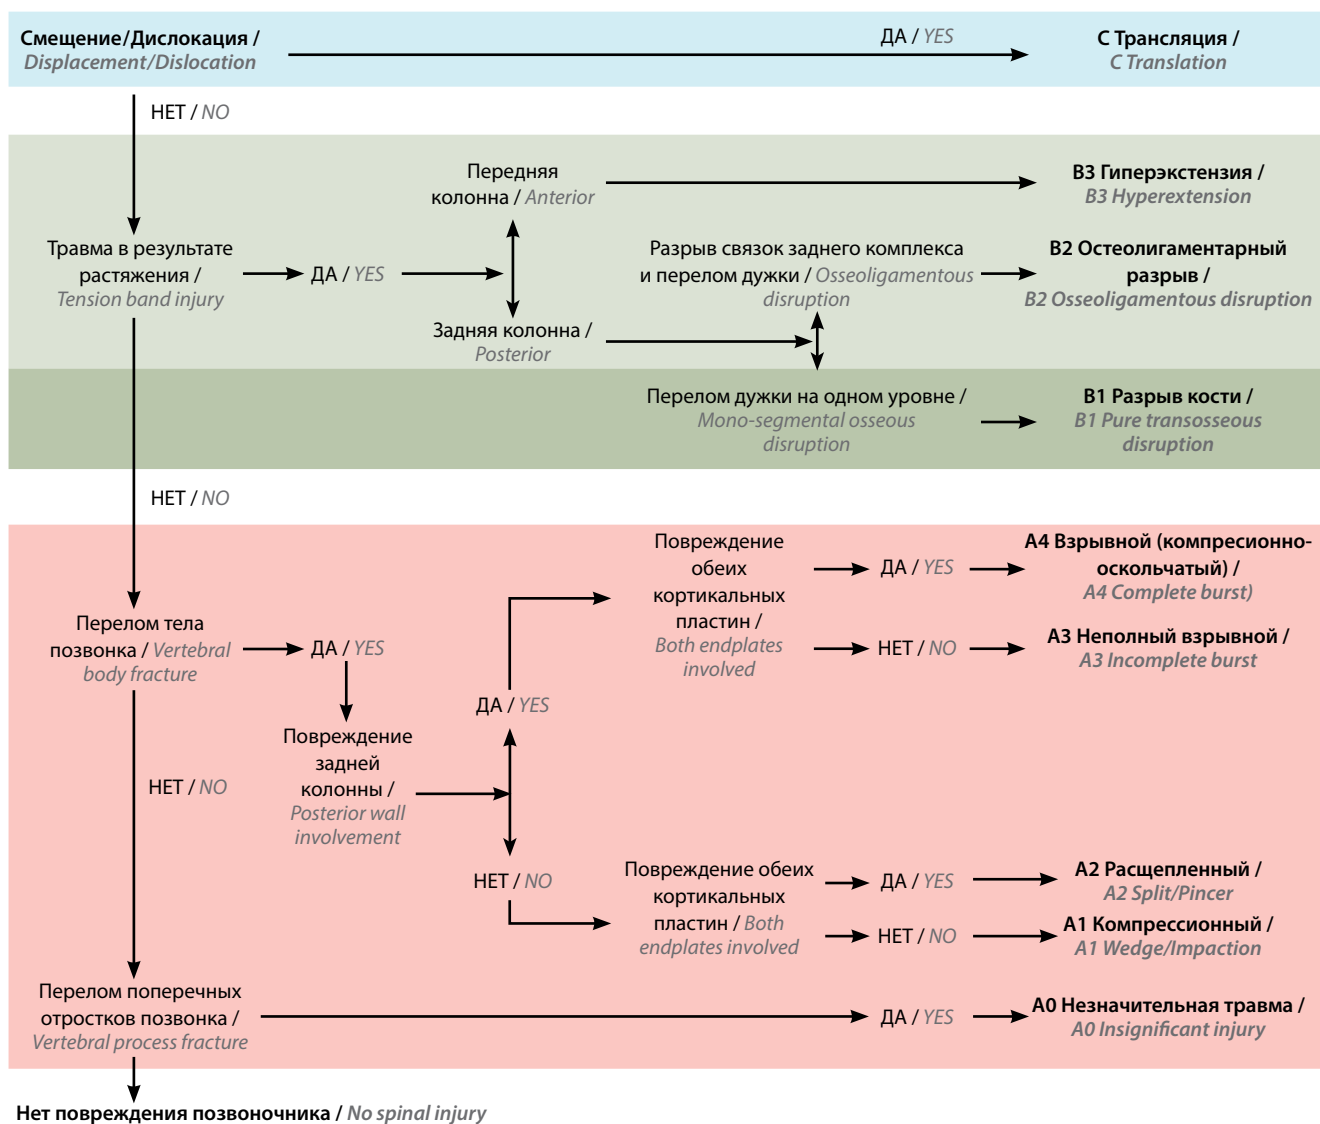 Смещение/Дислокация /
Displacement/Dislocation
ДА / YES
С Трансляция /
C Translation
НЕТ / NO
Передняя
колонна / Anterior
B3 Гиперэкстензия /
B3 Hyperextension
Травма в результате
растяжения /
Tension band injury
ДА / YES
Разрыв связок заднего комплекса
и перелом дужки / Osseoligamentous
disruption
B2 Остеолигаментарный
разрыв /
B2 Osseoligamentous disruption
Задняя колонна /
Posterior
Перелом дужки на одном уровне /
Mono-segmental osseous
disruption
B1 Разрыв кости /
B1 Pure transosseous
disruption
НЕТ / NO
Повреждение
обеих
кортикальных
пластин /
Both endplates
involved
ДА / YES
A4 Взрывной (компресионно-
оскольчатый) /
A4 Complete burst)
НЕТ / NO
A3 Неполный взрывной /
A3 Incomplete burst
Перелом тела
позвонка / Vertebral
body fracture
ДА / YES
ДА / YES
Повреждение
задней
колонны /
Posterior wall
involvement
НЕТ / NO
НЕТ / NO
Повреждение обеих
кортикальных
пластин / Both
endplates involved
ДА / YES
A2 Расщепленный /
A2 Split/Pincer
НЕТ / NO
A1 Компрессионный /
A1 Wedge/Impaction
Перелом поперечных
отростков позвонка /
Vertebral process fracture
ДА / YES
A0 Незначительная травма /
A0 Insignificant injury
Нет повреждения позвоночника / No spinal injury